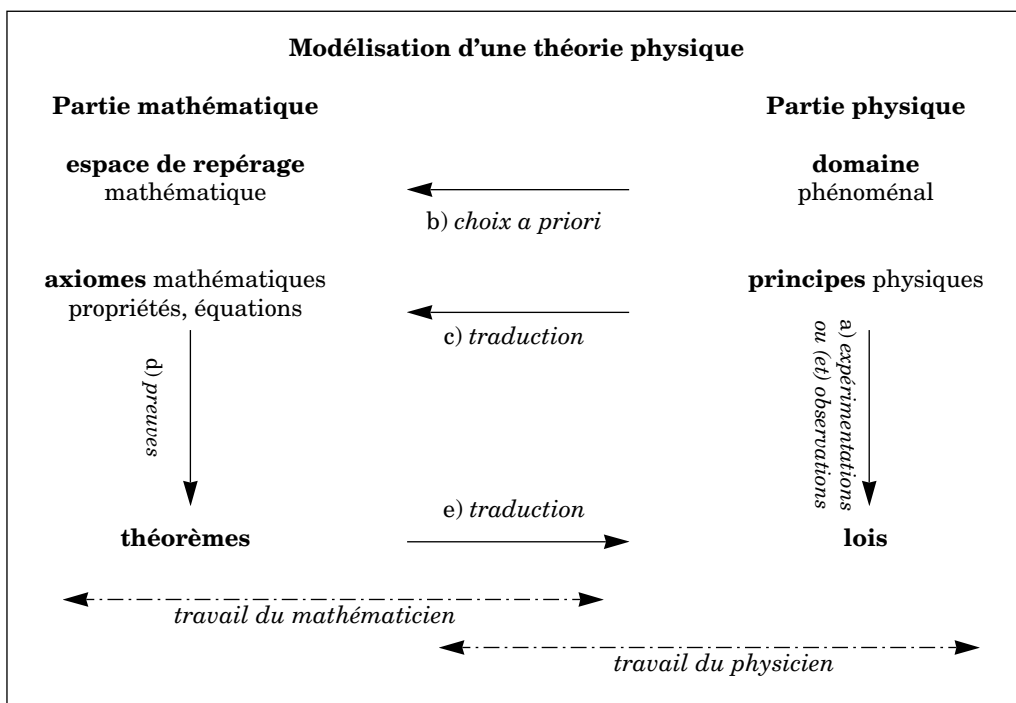 Modélisation d'une théorie physique
Partie mathématique
Partie physique
espace de repérage
mathématique
domaine
phénoménal
b) choix a priori
axiomes mathématiques
propriétés, équations
principes physiques
c) traduction
d) preuves
a) expérimentations
ou (et) observations
e) traduction
théorèmes
lois
travail du mathématicien
travail du physicien